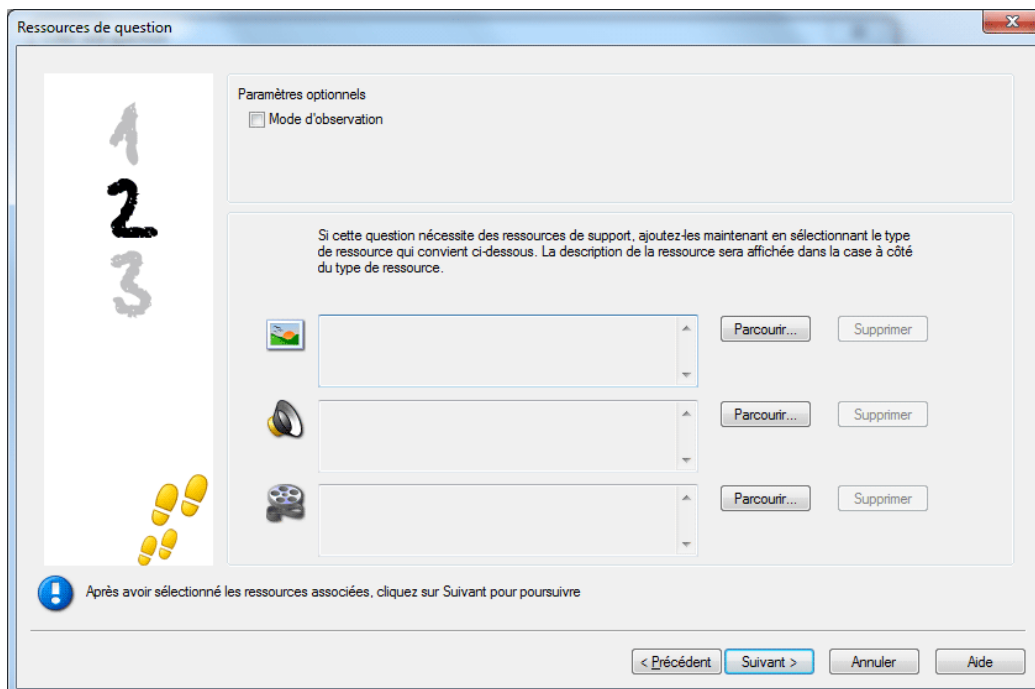 Ressources de question
1
2
3
Paramètres optionnels
Mode d'observation
Si cette question nécessite des ressources de support, ajoutez-les maintenant en sélectionnant le type
de ressource qui convient ci-dessous. La description de la ressource sera affichée dans la case à côté
du type de ressource.
Parcourir... Supprimer
Parcourir... Supprimer
Parcourir... Supprimer
Après avoir sélectionné les ressources associées, cliquez sur Suivant pour poursuivre
< Précédent Suivant > Annuler Aide